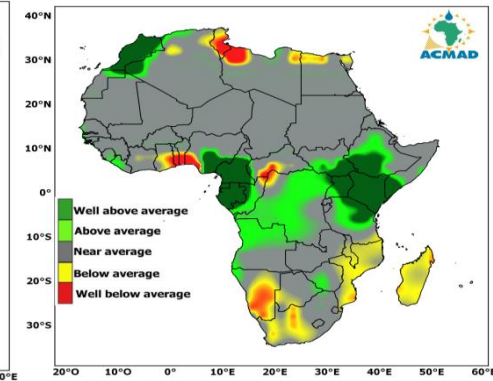 40°N
30°N
20°N
10°N
0°
10°S
20°S
30°S
ACMAD
Well above average
Above average
Near average
Below average
Well below average
0°E
20°O 10°O 0° 10°E 20°E 30°E 40°E 50°E 60°E